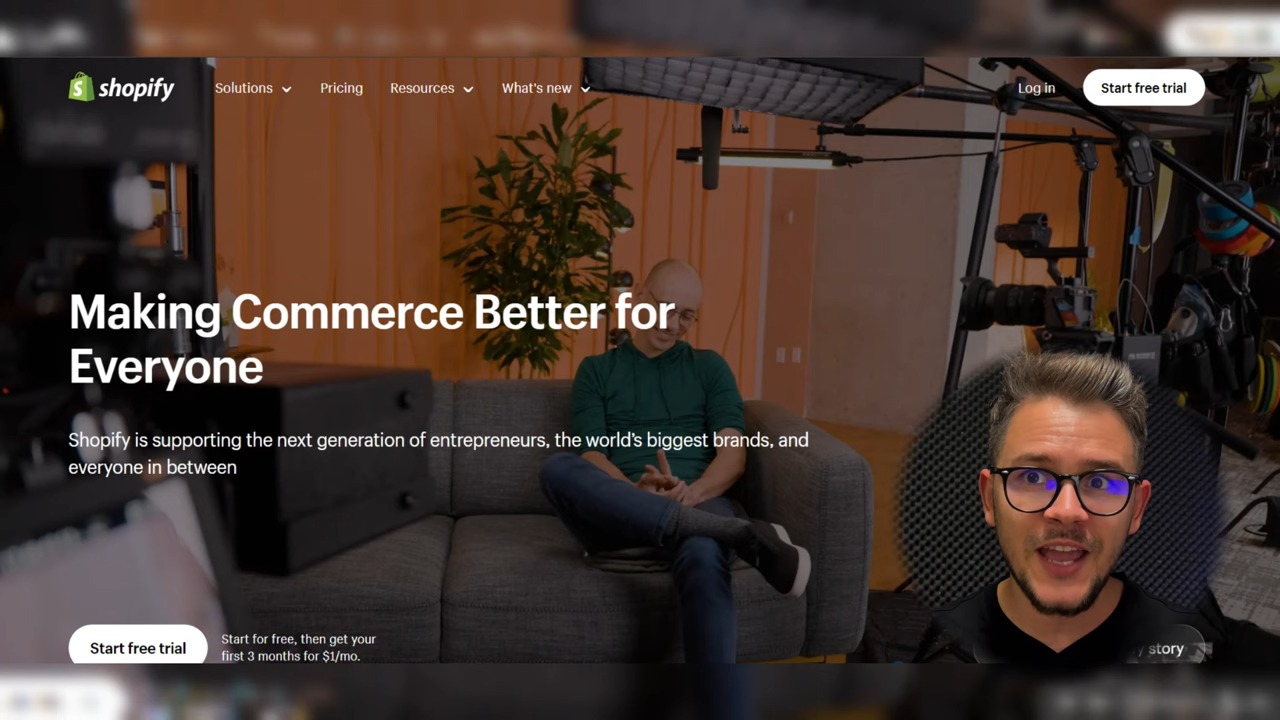 shopify
Solutions
Pricing
Resources
What's new
Log in
Start free trial
Making Commerce Better for
Everyone
Shopify is supporting the next generation of entrepreneurs, the world's biggest brands, and
everyone in between
Start free trial
Start for free, then get your
first 3 months for $1/mo.
story